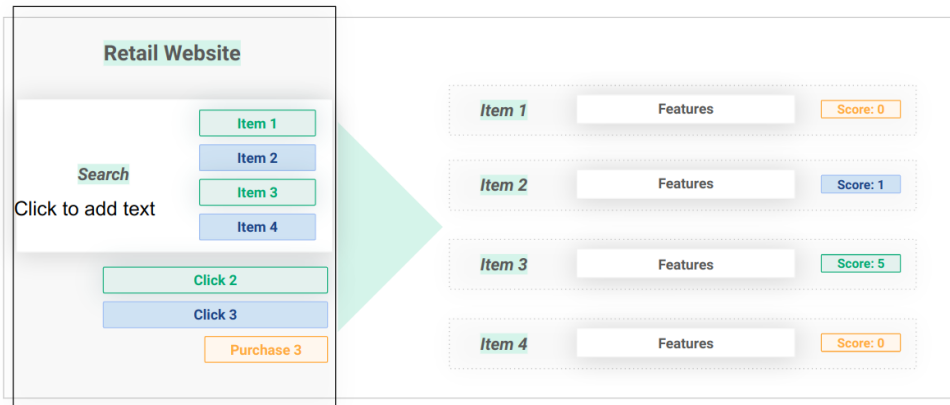 Retail Website
Item 1
Item 2
Search
Item 3
Click to add text
Item 4
Click 2
Click 3
Purchase 3
Item 1 Features Score: 0
Item 2 Features Score: 1
Item 3 Features Score: 5
Item 4 Features Score: 0